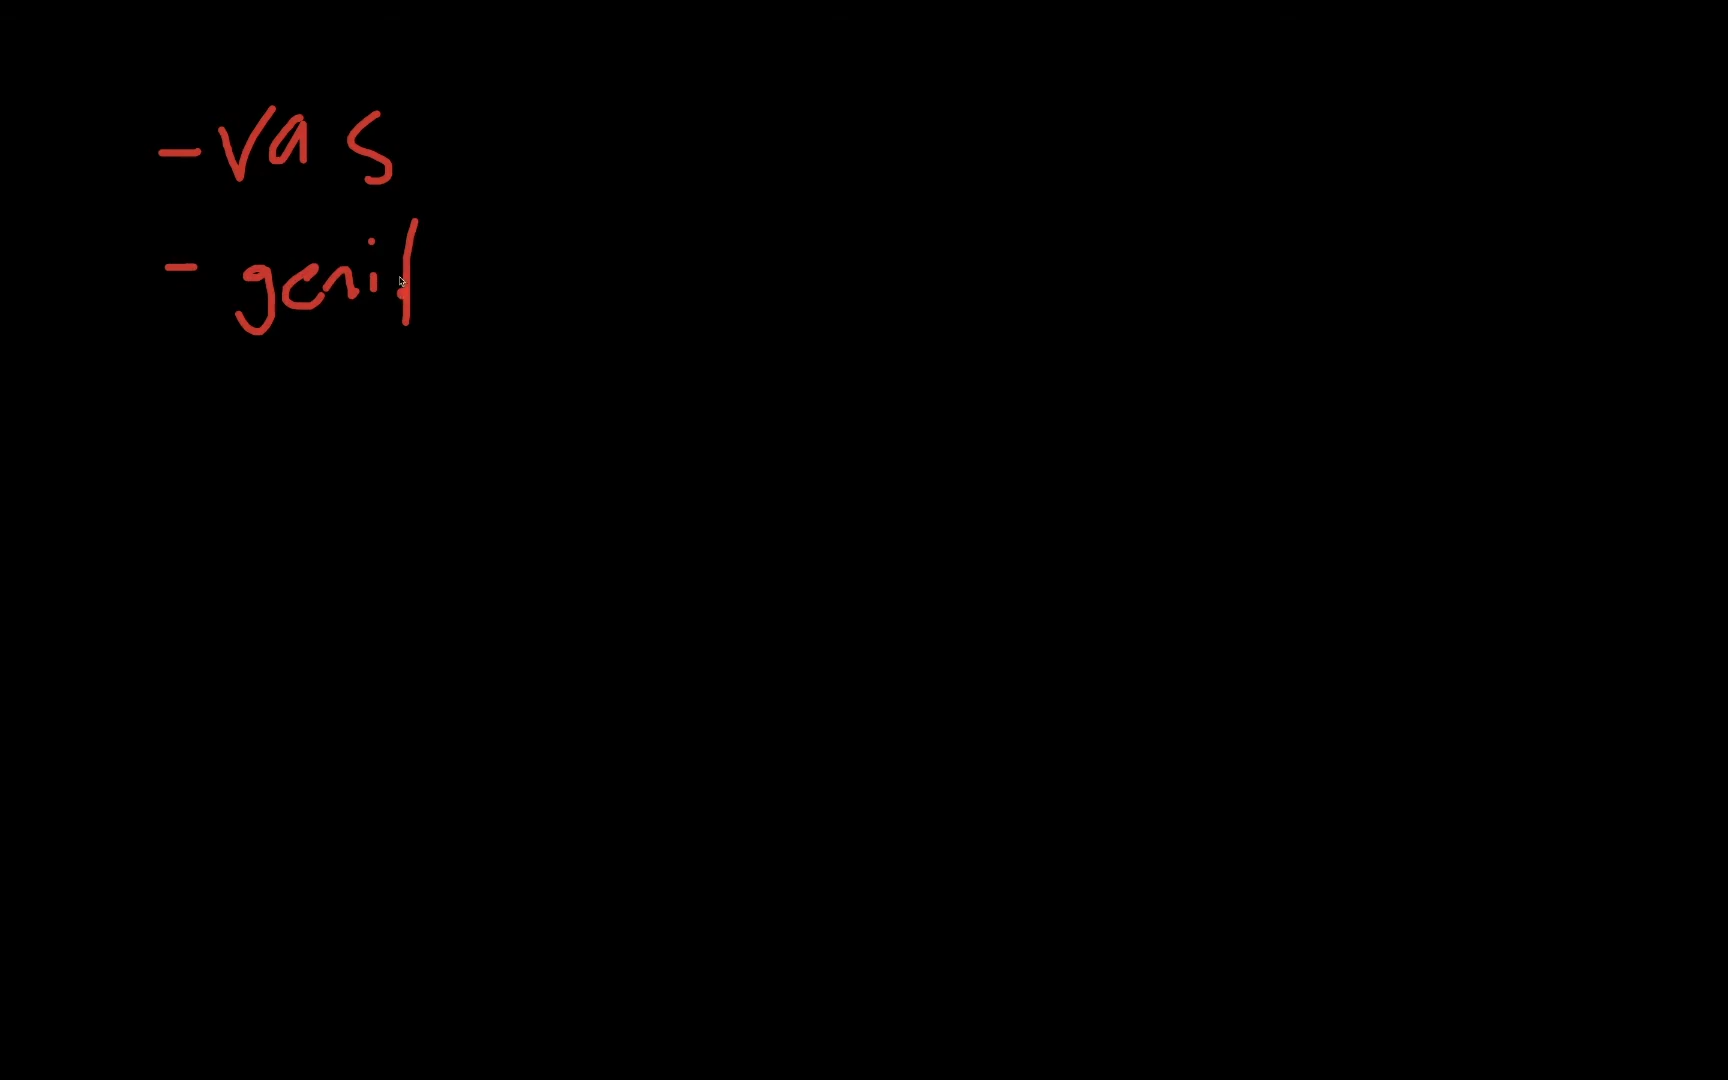 - vas
- genil